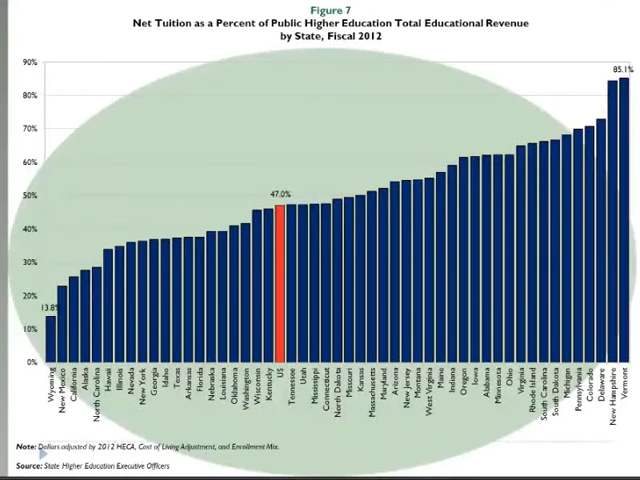 Figure 7
Net Tuition as a Percent of Public Higher Education Total Educational Revenue
by State, Fiscal 2012
90%
80%
70%
60%
50%
40%
30%
20%
10%
0%
13.8%
47.0%
85.1%
Wyoming
New Mexico
California
Alaska
North Carolina
Hawaii
Illinois
Nevada
New York
Georgia
Idaho
Texas
Arkansas
Florida
Nebraska
Louisiana
Oklahoma
Washington
Wisconsin
Kentucky
US
Tennessee
Utah
Mississippi
Connecticut
North Dakota
Missouri
Kansas
Massachusetts
Maryland
Arizona
New Jersey
Montana
West Virginia
Maine
Indiana
Oregon
Iowa
Alabama
Minnesota
Ohio
Virginia
Rhode Island
South Carolina
South Dakota
Michigan
Pennsylvania
Colorado
Delaware
New Hampshire
Vermont
Note: Dollars adjusted by 2012 HECA, Cost of Living Adjustment, and Enrollment Mix.
Source: State Higher Education Executive Officers